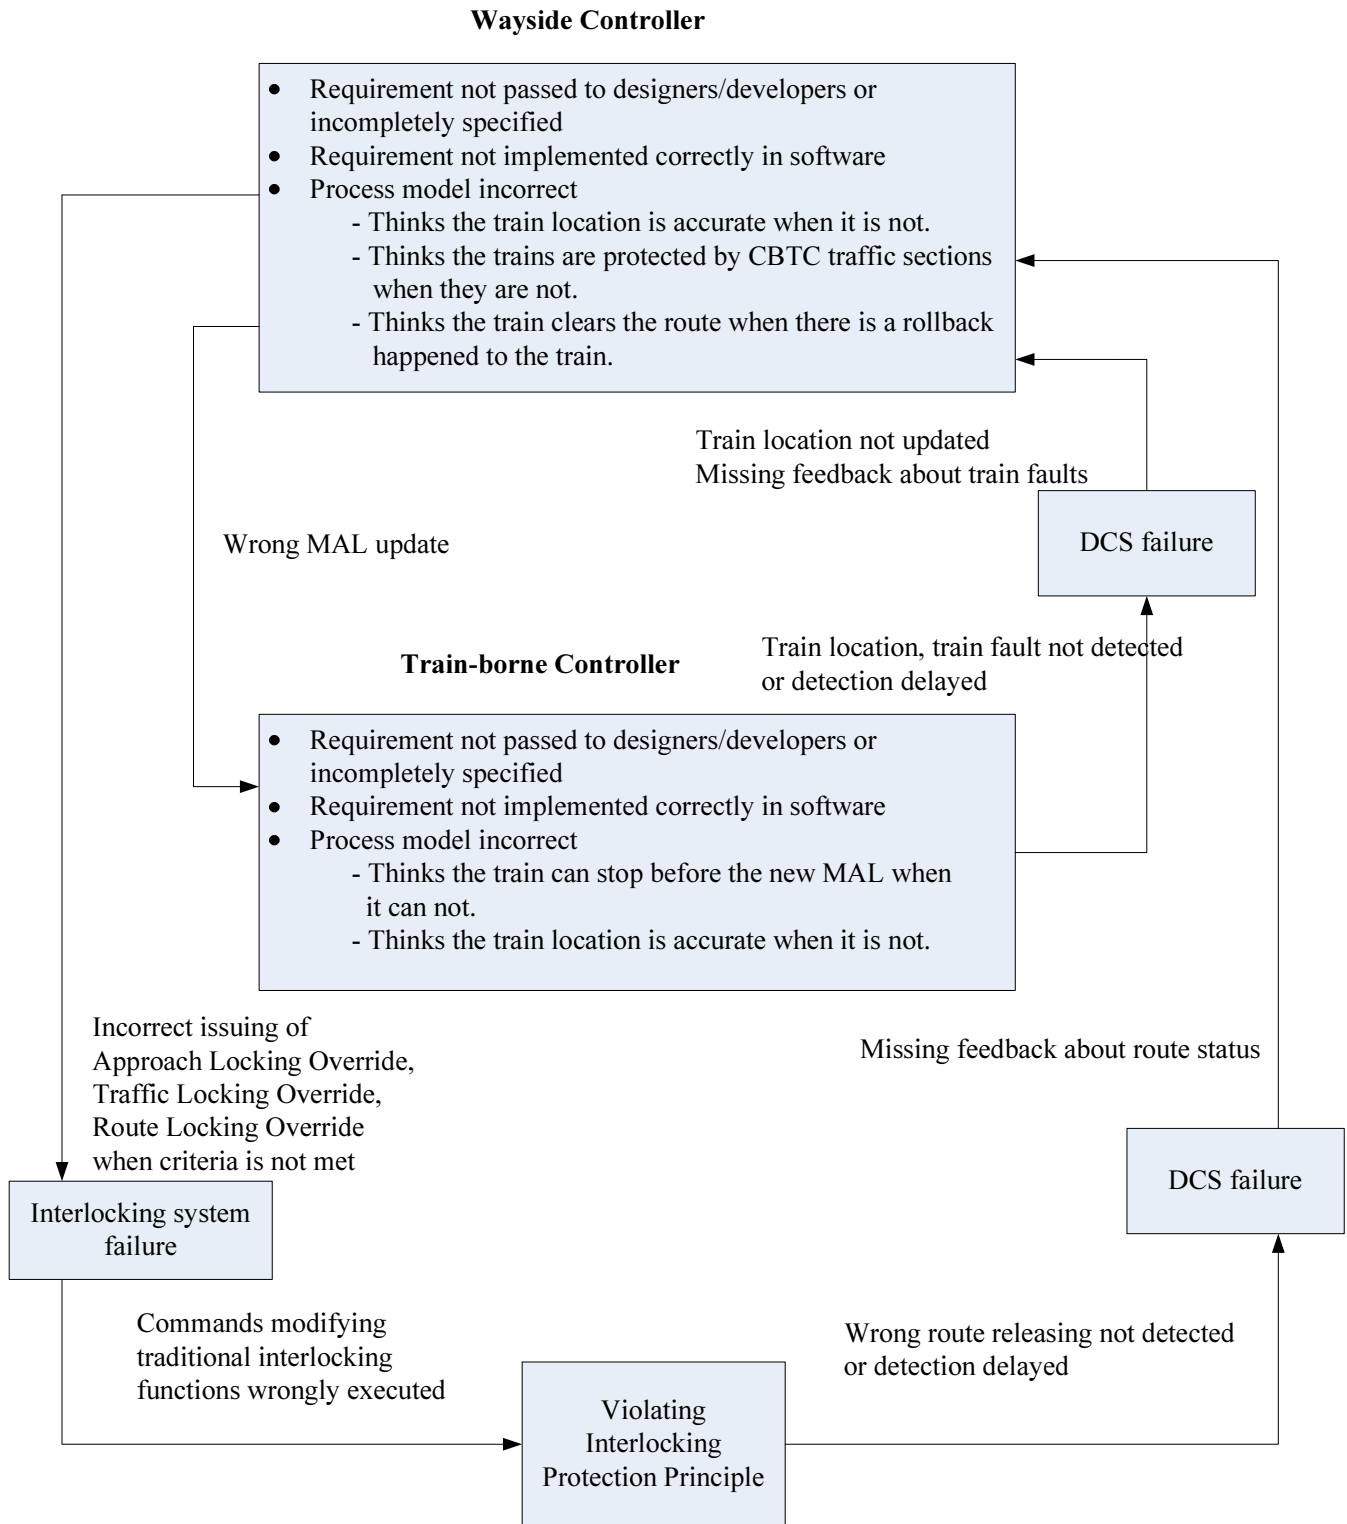 Wayside Controller
• Requirement not passed to designers/developers or
incompletely specified
• Requirement not implemented correctly in software
• Process model incorrect
- Thinks the train location is accurate when it is not.
- Thinks the trains are protected by CBTC traffic sections
when they are not.
- Thinks the train clears the route when there is a rollback
happened to the train.
Train location not updated
Missing feedback about train faults
Wrong MAL update
DCS failure
Train location, train fault not detected
or detection delayed
Train-borne Controller
• Requirement not passed to designers/developers or
incompletely specified
• Requirement not implemented correctly in software
• Process model incorrect
- Thinks the train can stop before the new MAL when
it can not.
- Thinks the train location is accurate when it is not.
Incorrect issuing of
Approach Locking Override,
Traffic Locking Override,
Route Locking Override
when criteria is not met
Missing feedback about route status
DCS failure
Interlocking system
failure
Commands modifying
traditional interlocking
functions wrongly executed
Wrong route releasing not detected
or detection delayed
Violating
Interlocking
Protection Principle